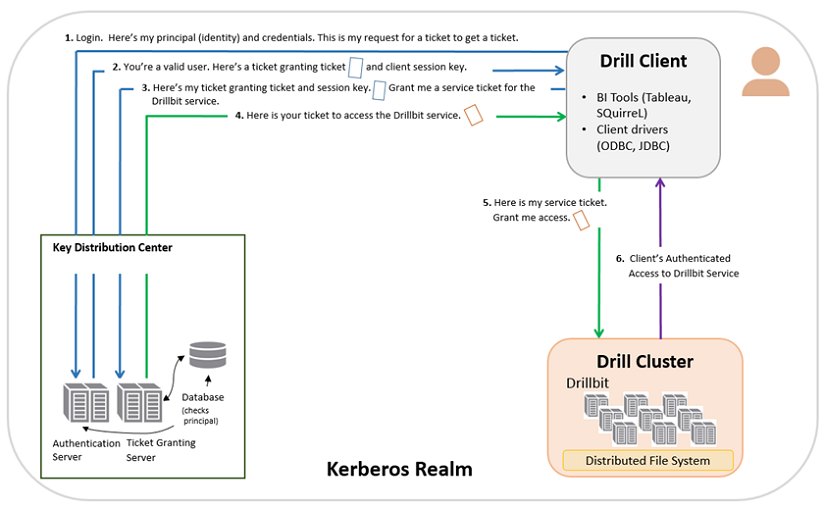 1. Login.  Here's my principal (identity) and credentials. This is my request for a ticket to get a ticket.
2. You're a valid user. Here's a ticket granting ticket and client session key.
3. Here's my ticket granting ticket and session key. Grant me a service ticket for the
Drillbit service.
4. Here is your ticket to access the Drillbit service.
Drill Client
• BI Tools (Tableau,
SQuirreL)
• Client drivers
(ODBC, JDBC)
5. Here is my service ticket.
Grant me access.
6. Client's Authenticated
Access to Drillbit Service
Key Distribution Center
Database
(checks
principal)
Authentication
Server
Ticket Granting
Server
Drill Cluster
Drillbit
Distributed File System
Kerberos Realm